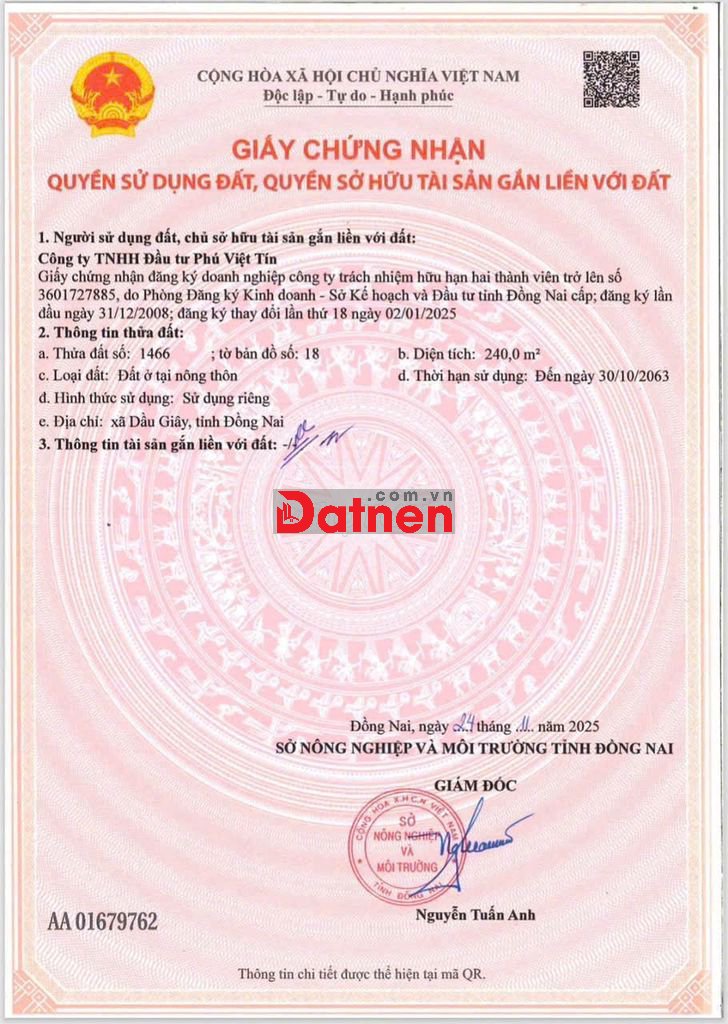 CỘNG HÒA XÃ HỘI CHỦ NGHĨA VIỆT NAM
Độc lập - Tự do - Hạnh phúc
GIẤY CHỨNG NHẬN
QUYỀN SỬ DỤNG ĐẤT, QUYỀN SỞ HỮU TÀI SẢN GẮN LIỀN VỚI ĐẤT
1. Người sử dụng đất, chủ sở hữu tài sản gắn liền với đất:
Công ty TNHH Đầu tư Phú Việt Tín
Giấy chứng nhận đăng ký doanh nghiệp công ty trách nhiệm hữu hạn hai thành viên trở lên số
3601727885, do Phòng Đăng ký Kinh doanh - Sở Kế hoạch và Đầu tư tỉnh Đồng Nai cấp; đăng ký lần
đầu ngày 31/12/2008; đăng ký thay đổi lần thứ 18 ngày 02/01/2025
2. Thông tin thửa đất:
a. Thửa đất số: 1466 ; tờ bản đồ số: 18 b. Diện tích: 240,0 m²
c. Loại đất: Đất ở tại nông thôn d. Thời hạn sử dụng: Đến ngày 30/10/2063
đ. Hình thức sử dụng: Sử dụng riêng
e. Địa chỉ: xã Dầu Giây, tỉnh Đồng Nai
3. Thông tin tài sản gắn liền với đất: -/-
Datnen.com.vn
Đồng Nai, ngày 24 tháng 11 năm 2025
SỞ NÔNG NGHIỆP VÀ MÔI TRƯỜNG TỈNH ĐỒNG NAI
GIÁM ĐỐC
CỘNG HÒA X.H.C.N VIỆT NAM
SỞ
NÔNG NGHIỆP
VÀ
MÔI TRƯỜNG
TỈNH ĐỒNG NAI
Nguyễn Tuấn Anh
AA 01679762
Thông tin chi tiết được thể hiện tại mã QR.